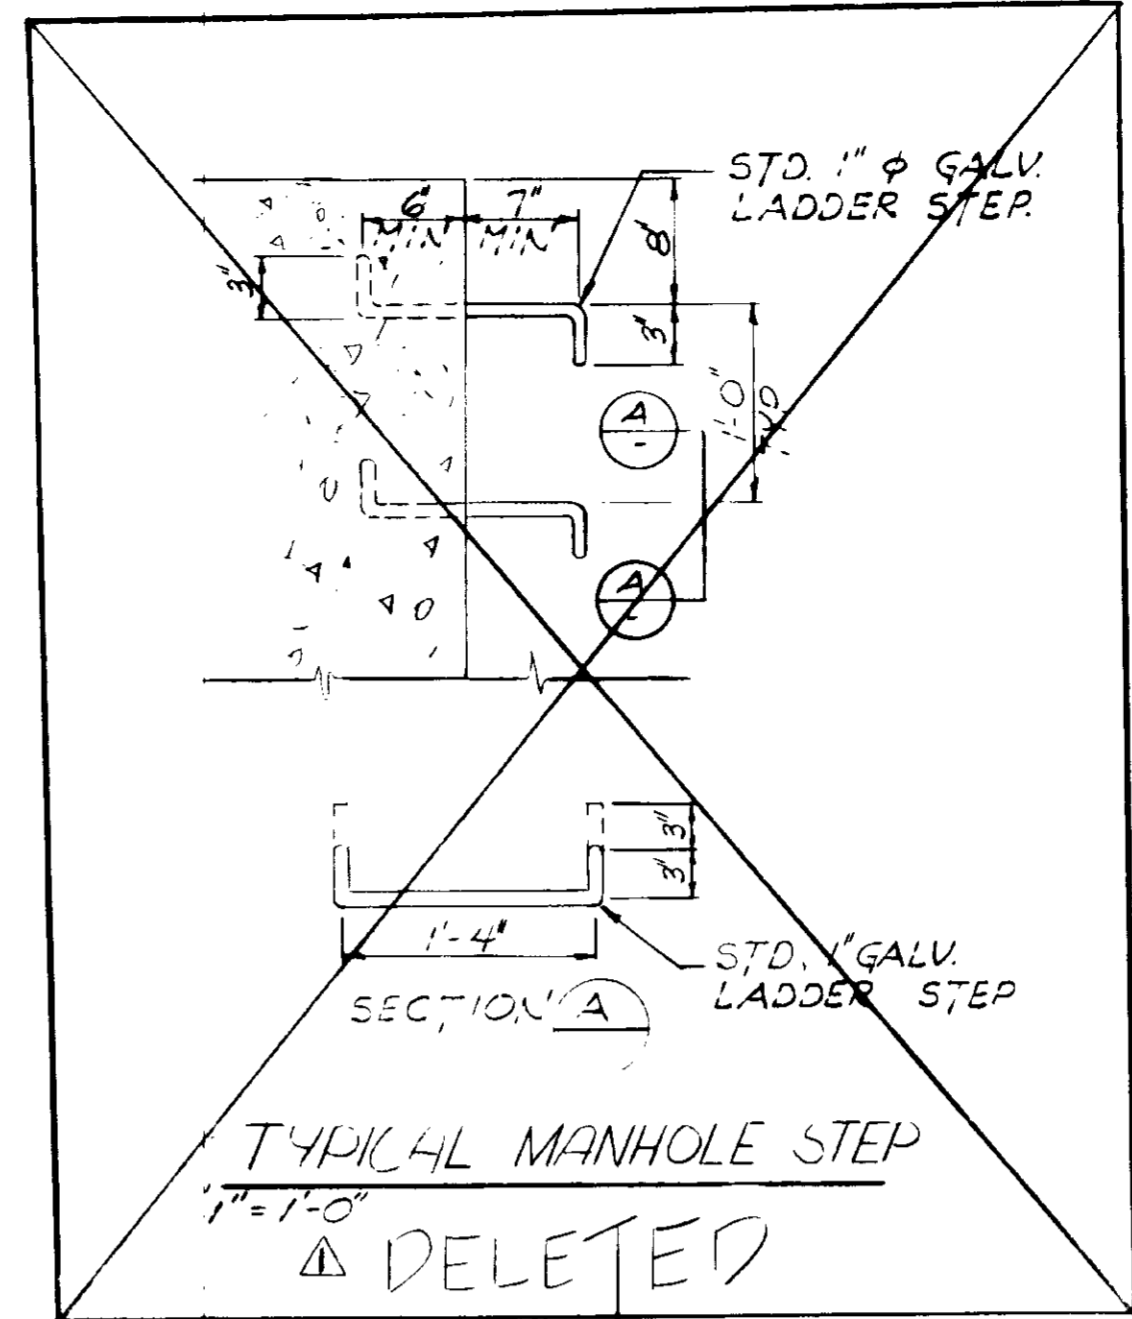 STD. 1" ϕ GALV.
LADDER STEP.
6" 7"
MIN MIN
8"
3"
3"
1'-0"
TYP
A
-
A
-
3"
3"
1'-4"
STD. 1" GALV.
LADDER STEP
SECTION A
TYPICAL MANHOLE STEP
1" = 1'-0"
1 DELETED